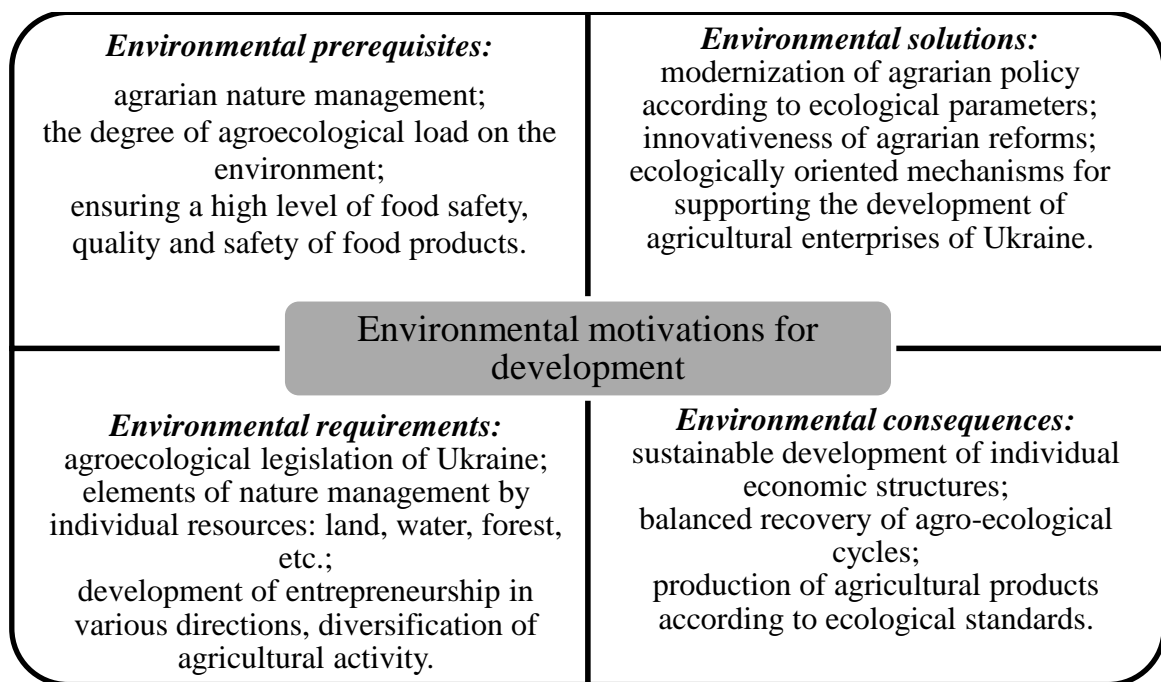 Environmental prerequisites:
agrarian nature management;
the degree of agroecological load on the
environment;
ensuring a high level of food safety,
quality and safety of food products.
Environmental solutions:
modernization of agrarian policy
according to ecological parameters;
innovativeness of agrarian reforms;
ecologically oriented mechanisms for
supporting the development of
agricultural enterprises of Ukraine.
Environmental motivations for
development
Environmental requirements:
agroecological legislation of Ukraine;
elements of nature management by
individual resources: land, water, forest,
etc.;
development of entrepreneurship in
various directions, diversification of
agricultural activity.
Environmental consequences:
sustainable development of individual
economic structures;
balanced recovery of agro-ecological
cycles;
production of agricultural products
according to ecological standards.